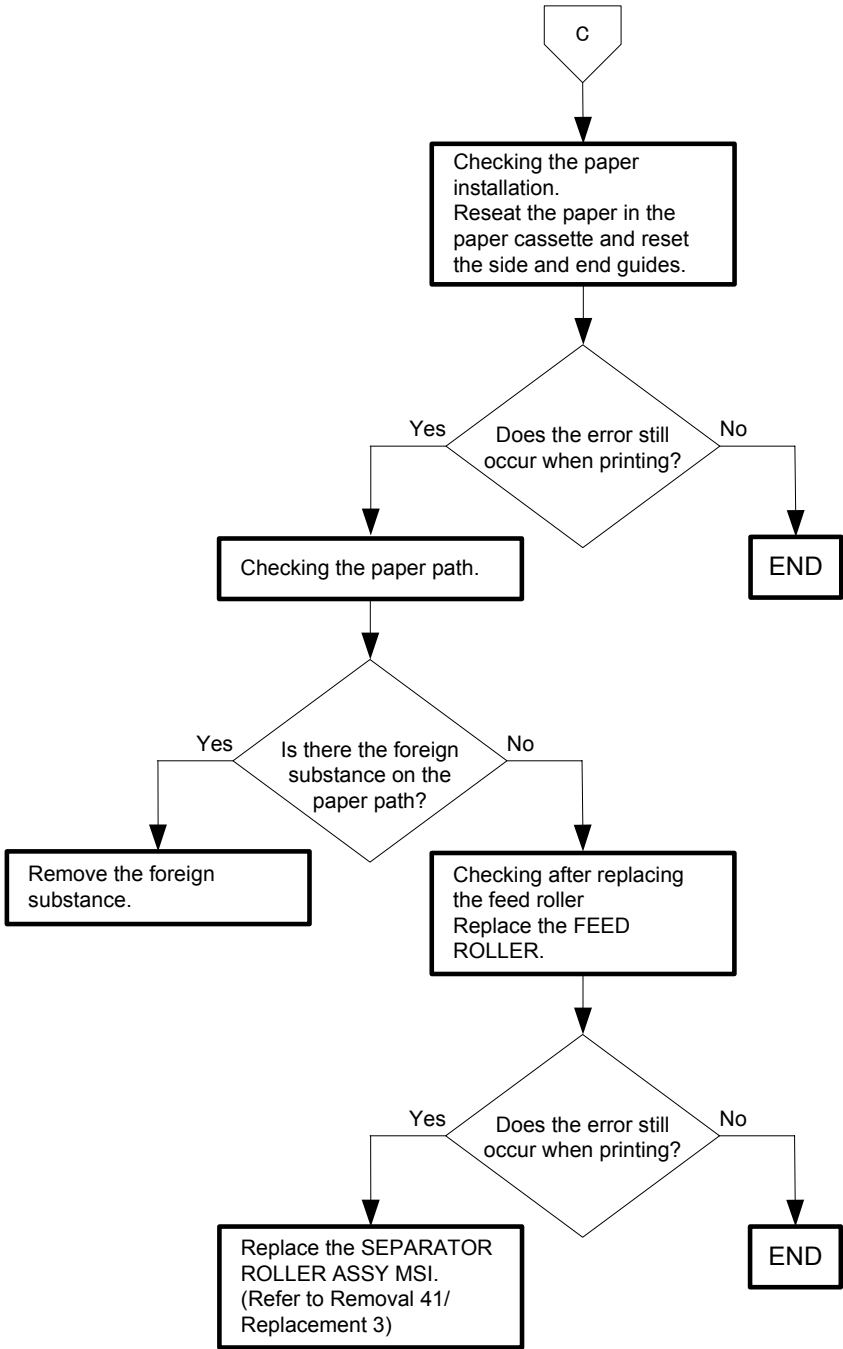 C
Checking the paper
installation.
Reseat the paper in the
paper cassette and reset
the side and end guides.
Yes
Does the error still
occur when printing?
No
Checking the paper path.
END
Yes
Is there the foreign
substance on the
paper path?
No
Remove the foreign
substance.
Checking after replacing
the feed roller
Replace the FEED
ROLLER.
Yes
Does the error still
occur when printing?
No
Replace the SEPARATOR
ROLLER ASSY MSI.
(Refer to Removal 41/
Replacement 3)
END